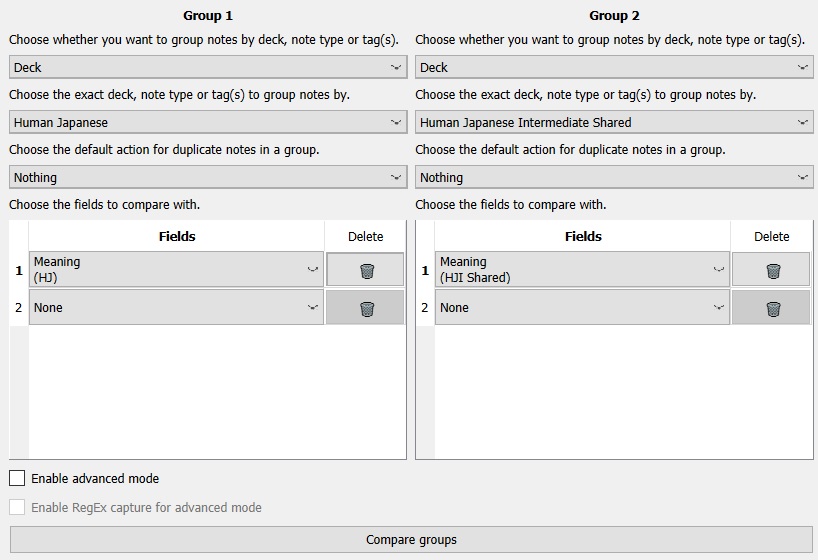 Group 1
Choose whether you want to group notes by deck, note type or tag(s).
Deck
Choose the exact deck, note type or tag(s) to group notes by.
Human Japanese
Choose the default action for duplicate notes in a group.
Nothing
Choose the fields to compare with.
Fields
Delete
1
Meaning
(HJ)
2
None
Group 2
Choose whether you want to group notes by deck, note type or tag(s).
Deck
Choose the exact deck, note type or tag(s) to group notes by.
Human Japanese Intermediate Shared
Choose the default action for duplicate notes in a group.
Nothing
Choose the fields to compare with.
Fields
Delete
1
Meaning
(HJI Shared)
2
None
Enable advanced mode
Enable RegEx capture for advanced mode
Compare groups